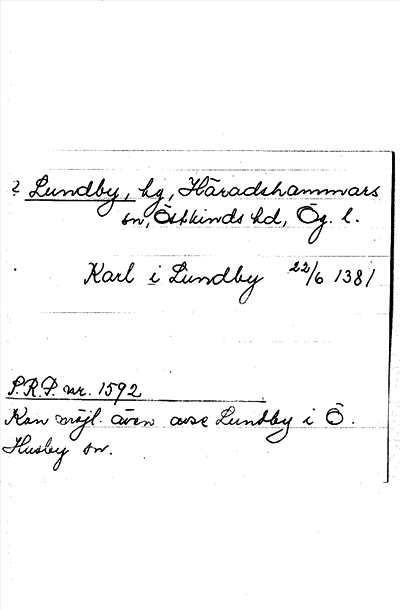 ? Lundby, hg, Häradshammars
sn, Östkinds hd, Ög. l.
Karl i Lundby 22/6 1381
P.R.P. nr. 1592
Kan möjl. även avse Lundby i Ö.
Husby sn.